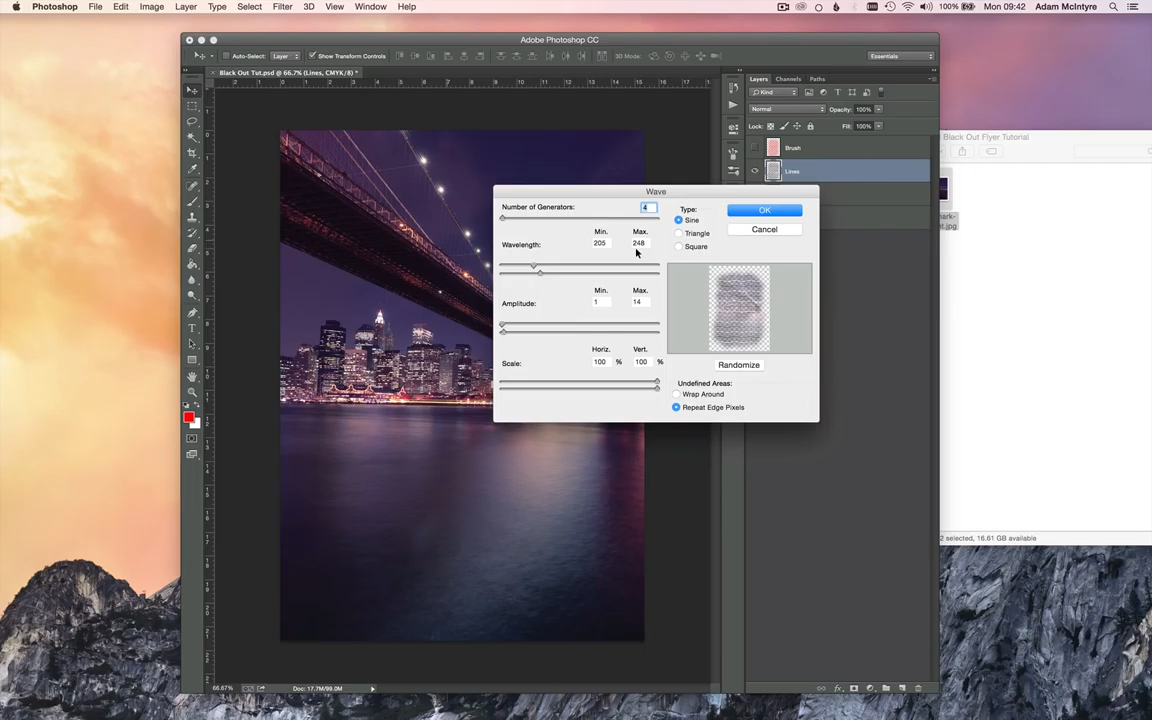 Photoshop File Edit Image Layer Type Select Filter 3D View Window Help 100% Mon 09:42 Adam McIntyre
Adobe Photoshop CC
Auto-Select: Layer Show Transform Controls 3D Mode: Essentials
Black Out Tut.psd @ 66.7% (Lines, CMYK/8) *
Layers Channels Paths
Kind
Normal Opacity: 100%
Lock: Fill: 100%
Brush
Lines
Black Out Flyer Tutorial
Wave
Number of Generators: 4
Type:
OK
Sine
Cancel
Triangle
Square
Min. Max.
Wavelength: 205 248
Min. Max.
Amplitude: 1 14
Horiz. Vert.
Scale: 100 % 100 %
Randomize
Undefined Areas:
Wrap Around
Repeat Edge Pixels
2 selected, 16.61 GB available
66.67% Doc: 17.7M/99.0M